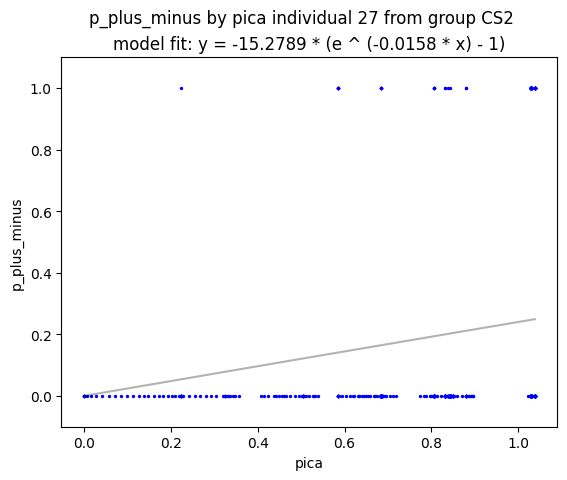 p_plus_minus by pica individual 27 from group CS2
model fit: y = -15.2789 * (e ^ (-0.0158 * x) - 1)
1.0
0.8
0.6
0.4
0.2
0.0
p_plus_minus
0.0 0.2 0.4 0.6 0.8 1.0
pica